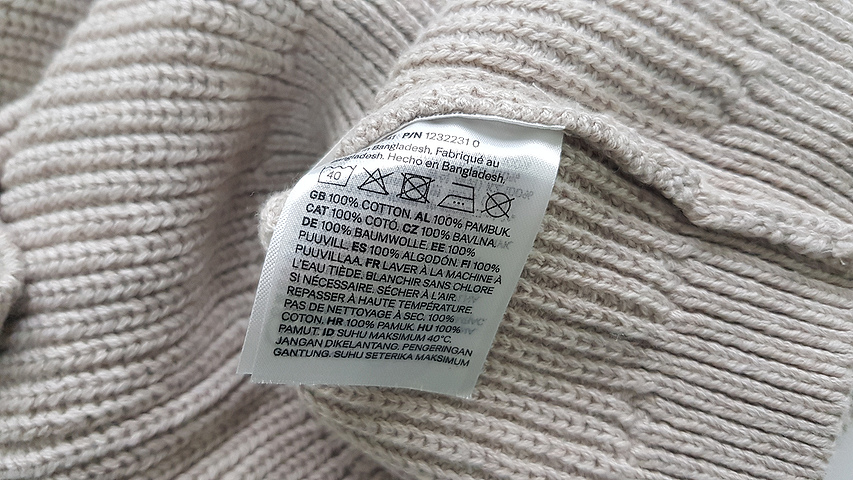 P/N 1232231 0
Bangladesh. Fabriqué au
Bangladesh. Hecho en Bangladesh.
40
GB 100% COTTON. AL 100% PAMBUK.
CAT 100% COTÓ. CZ 100% BAVLNA.
DE 100% BAUMWOLLE. EE 100%
PUUVILL. ES 100% ALGODÓN. FI 100%
PUUVILLAA. FR LAVER À LA MACHINE À
L'EAU TIÈDE. BLANCHIR SANS CHLORE
SI NÉCESSAIRE. SÉCHER À L'AIR.
REPASSER À HAUTE TEMPÉRATURE.
PAS DE NETTOYAGE À SEC. 100%
COTON. HR 100% PAMUK. HU 100%
PAMUT. ID SUHU MAKSIMUM 40°C.
JANGAN DIKELANTANG. PENGERINGAN
GANTUNG. SUHU SETERIKA MAKSIMUM